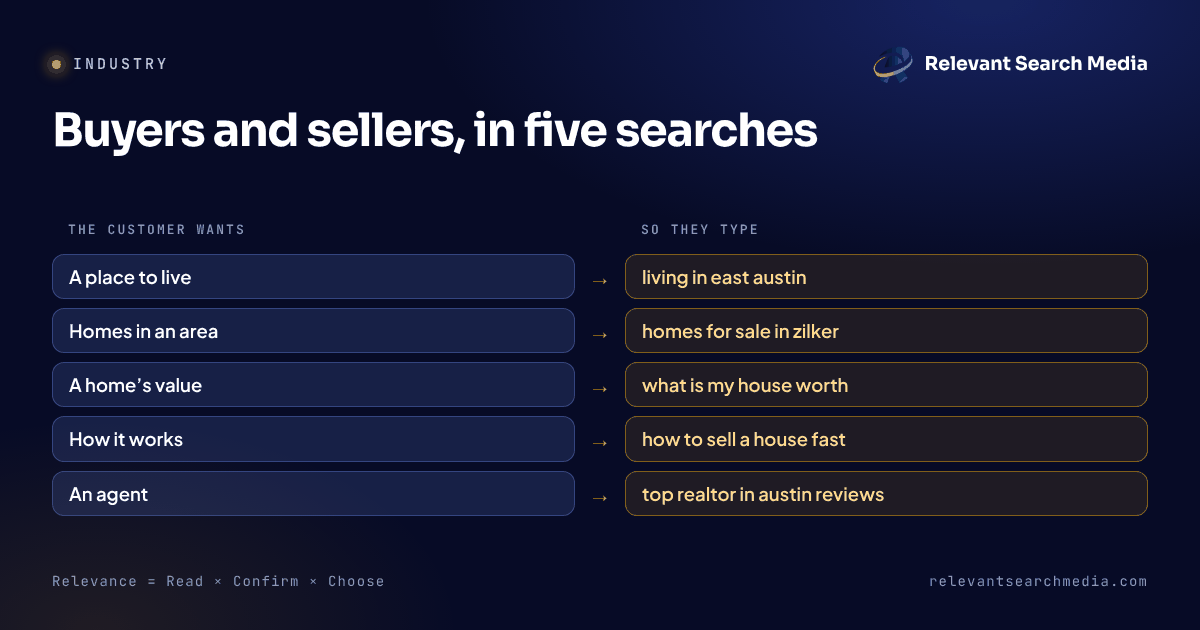 INDUSTRY
Relevant Search Media
Buyers and sellers, in five searches
THE CUSTOMER WANTS
SO THEY TYPE
A place to live → living in east austin
Homes in an area → homes for sale in zilker
A home’s value → what is my house worth
How it works → how to sell a house fast
An agent → top realtor in austin reviews
Relevance = Read × Confirm × Choose
relevantsearchmedia.com